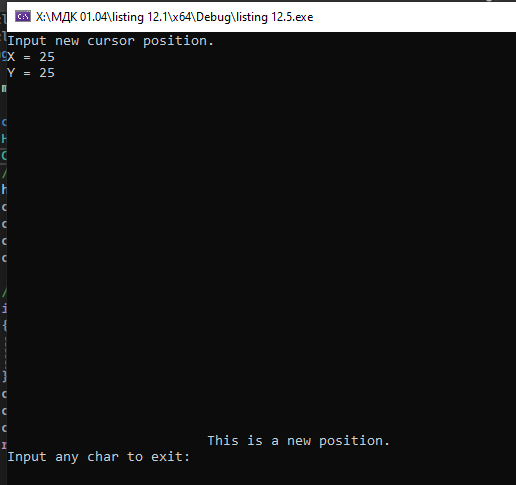 X:\МДК 01.04\listing 12.1\x64\Debug\listing 12.5.exe
Input new cursor position.
X = 25
Y = 25
This is a new position.
Input any char to exit: